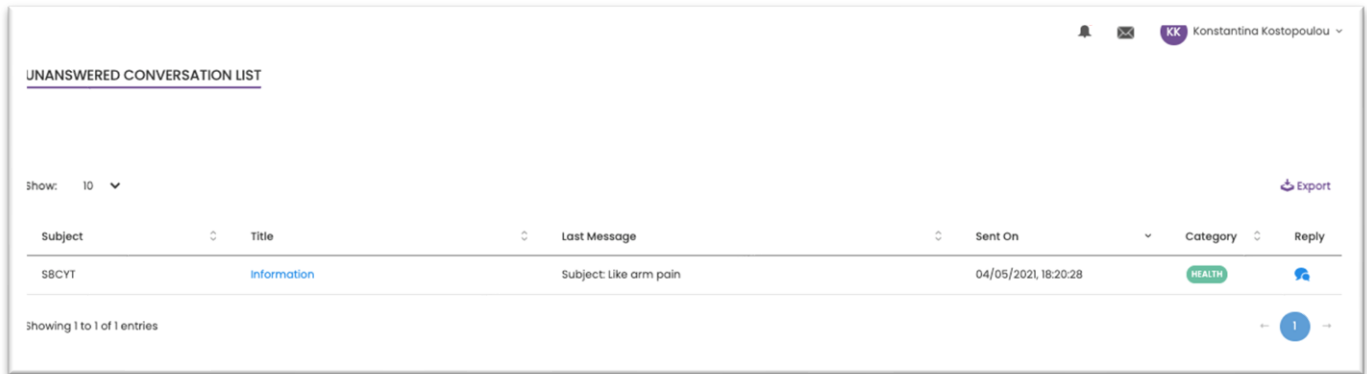 KK Konstantina Kostopoulou
UNANSWERED CONVERSATION LIST
Show: 10
Export
Subject Title Last Message Sent On Category Reply
S8CYT Information Subject: Like arm pain 04/05/2021, 18:20:28 HEALTH
Showing 1 to 1 of 1 entries
← 1 →